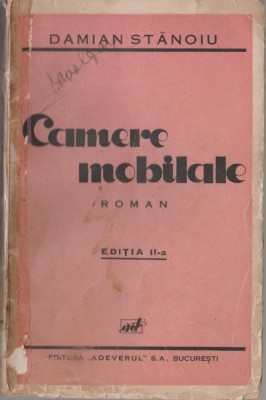 DAMIAN STĂNOIU
Camere
mobilate
ROMAN
EDIȚIA II-a
EDITURA „ADEVERUL" S.A. BUCUREȘTI